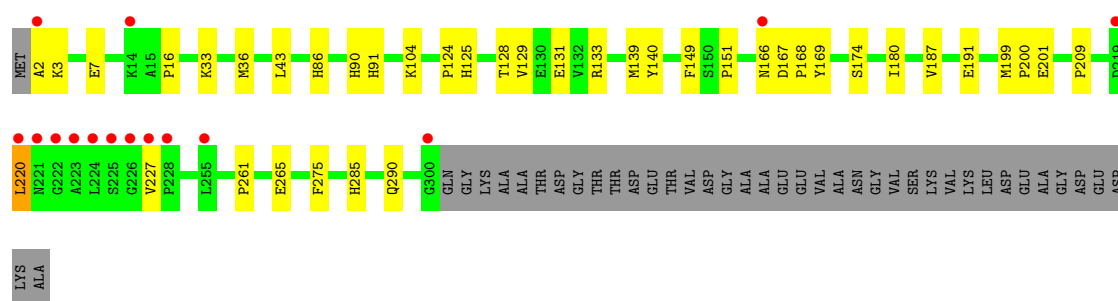 MET A2 K3 E7 K14 A15 P16 K33 M36 L43 H86 H90 H91 K104 P124 H125 T128 V129 E130 E131 V132 R133 M139 Y140 F149 S150 P151 N166 D167 P168 Y169 S174 I180 V187 E191 M199 P200 E201 P209 D219
L220 N221 G222 A223 L224 S225 G226 V227 P228 L255 P261 E265 F275 H285 Q290 G300 GLN GLY LYS ALA ALA THR ASP GLY THR THR ASP GLU THR VAL ASP GLY ALA ALA GLU GLU VAL ALA ASN GLY VAL SER LYS VAL LYS LEU ASP GLU ALA GLY ASP GLU ASP
LYS ALA